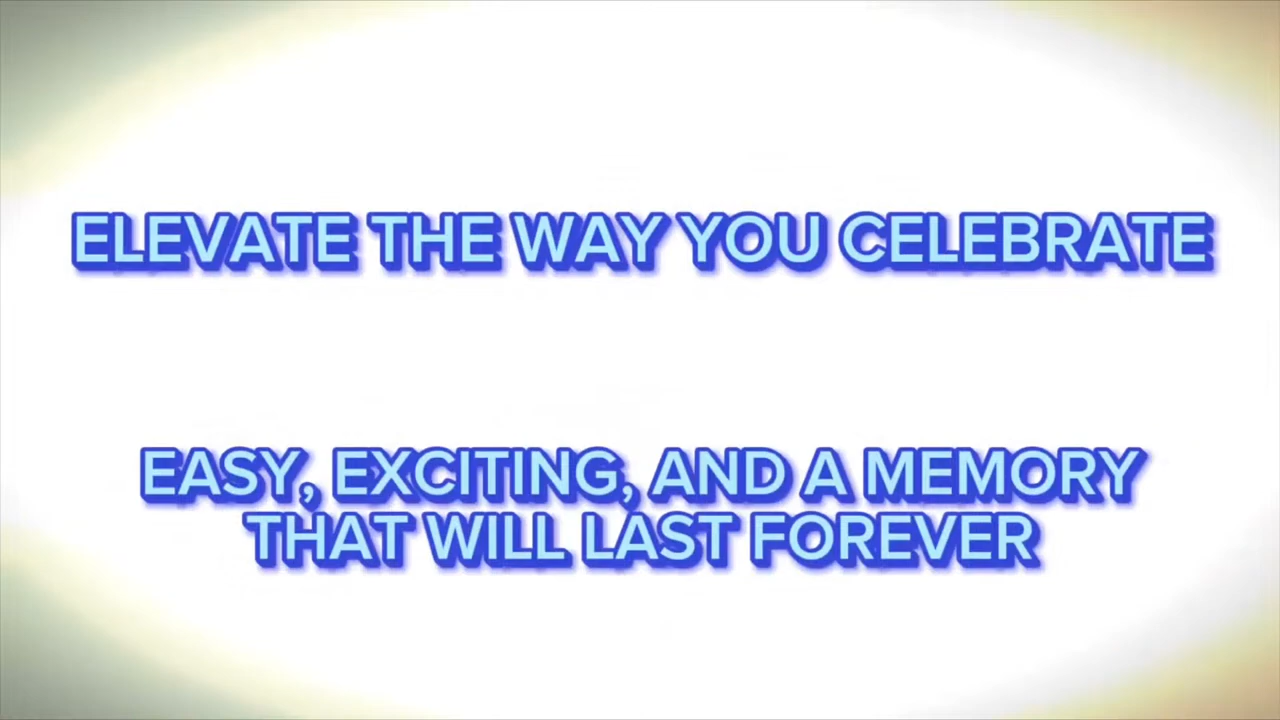 ELEVATE THE WAY YOU CELEBRATE
EASY, EXCITING, AND A MEMORY
THAT WILL LAST FOREVER